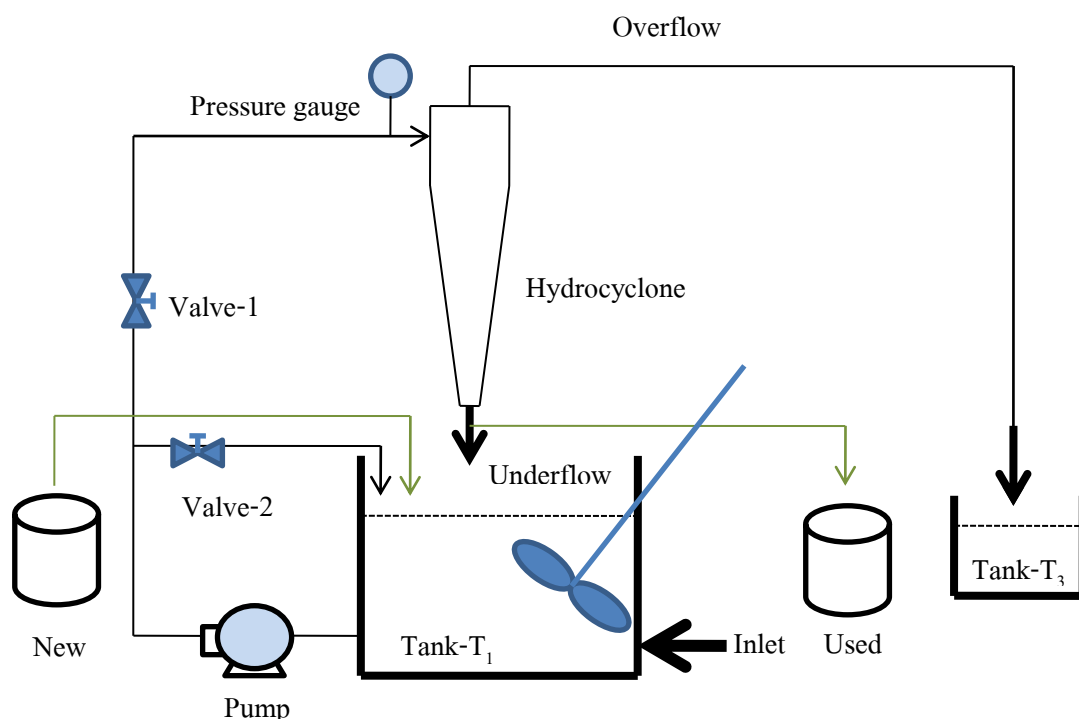 Overflow
Pressure gauge
Hydrocyclone
Valve-1
Underflow
Valve-2
Tank-T₃
Tank-T₁
Inlet
New
Used
Pump